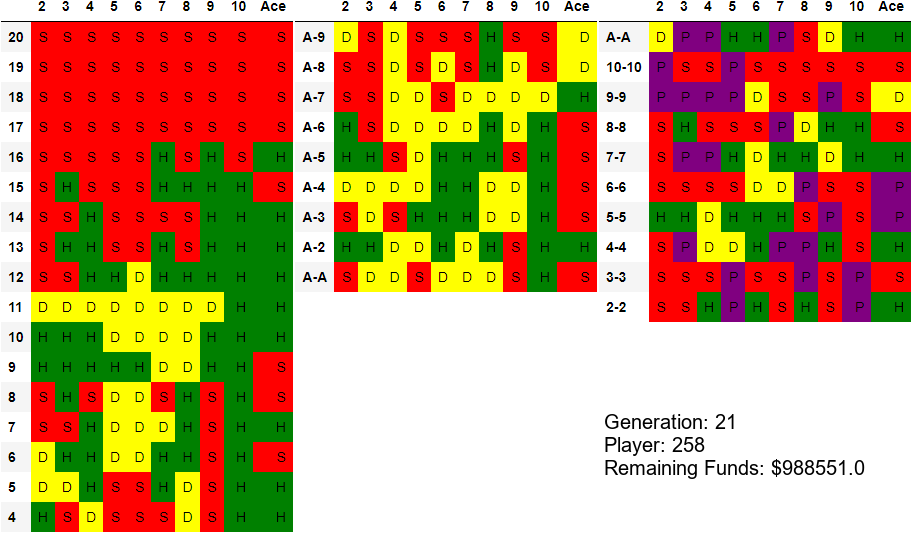 2 3 4 5 6 7 8 9 10 Ace
20 S S S S S S S S S S
19 S S S S S S S S S S
18 S S S S S S S S S S
17 S S S S S S S S S S
16 S S S S S H S H S H
15 S H S S S H H H H S
14 S S H S S S S H H H
13 S H H S S H S H H H
12 S S H H D H H H H H
11 D D D D D D D D H H
10 H H H D D D D H H H
9 H H H H H D D H H S
8 S H S D D S H S H S
7 S S H D D D H S H H
6 D H H D D H H S H S
5 D D H S S H D S H H
4 H S D S S S D S H H
2 3 4 5 6 7 8 9 10 Ace
A-9 D S D S S S H S S D
A-8 S S D S D S H D S D
A-7 S S D D S D D D D H
A-6 H S D D D D H D H S
A-5 H H S D H H H S H S
A-4 D D D D H H D D H S
A-3 S D S H H H D D H S
A-2 H H D D H D H S H H
A-A S D D S D D D S H S
2 3 4 5 6 7 8 9 10 Ace
A-A D P P H H P S D H H
10-10 P S S P S S S S S S
9-9 P P P P D S S P S D
8-8 S H S S S P D H H S
7-7 S P P H D H H D H H
6-6 S S S S D D P S S P
5-5 H H D H H H S P S P
4-4 S P D D H P P H S H
3-3 S S S P S S P S P S
2-2 S S H P H S H S P H
Generation: 21
Player: 258
Remaining Funds: $988551.0